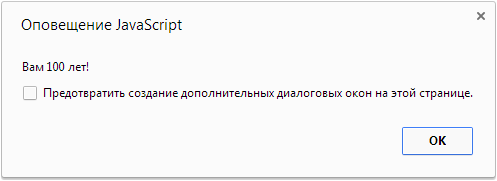 Оповещение JavaScript
Вам 100 лет!
Предотвратить создание дополнительных диалоговых окон на этой странице.
OK